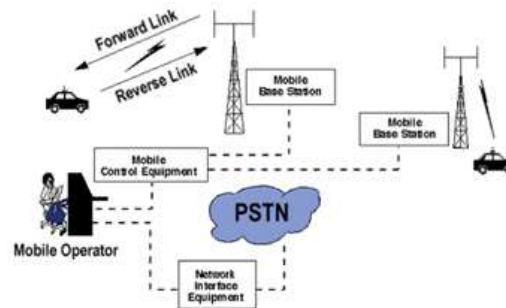 Forward Link
Reverse Link
Mobile
Base Station
Mobile
Base Station
Mobile
Control Equipment
PSTN
Mobile Operator
Network
Interface
Equipment